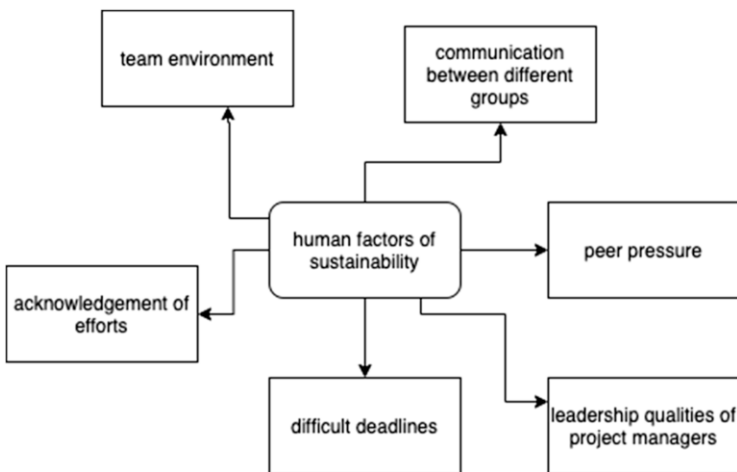 team environment
communication
between different
groups
human factors of
sustainability
peer pressure
acknowledgement of
efforts
difficult deadlines
leadership qualities of
project managers